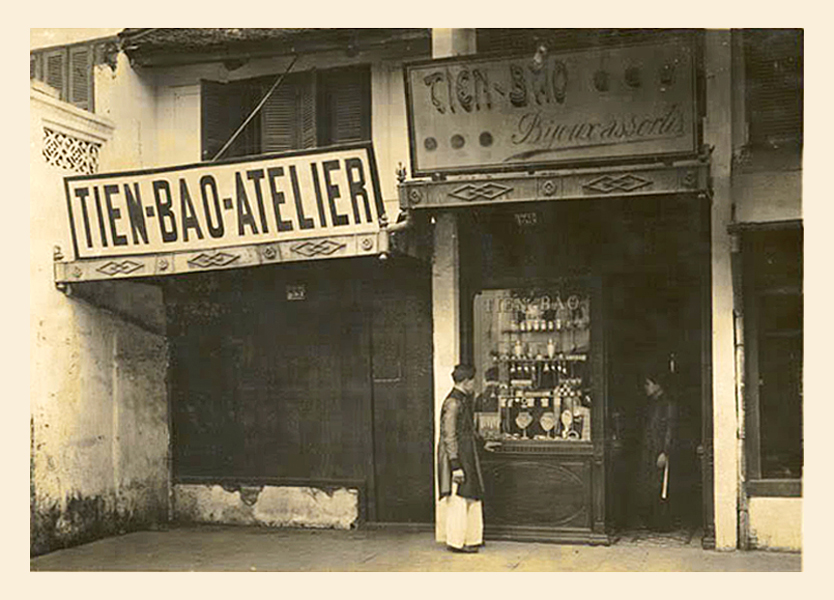 TIEN-BAO-ATELIER
TIEN-BAO
Bijoux assortis
TIEN-BAO